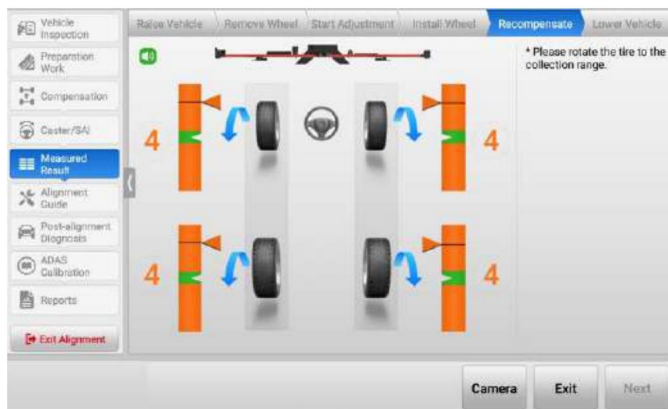 Vehicle
Inspection
Preparation
Work
Compensation
Caster/SAI
Measured
Result
Alignment
Guide
Post-alignment
Diagnosis
ADAS
Calibration
Reports
Exit Alignment
Raise Vehicle
Remove Wheel
Start Adjustment
Install Wheel
Recompensate
Lower Vehicle
* Please rotate the tire to the
collection range.
4
4
4
4
Camera
Exit
Next